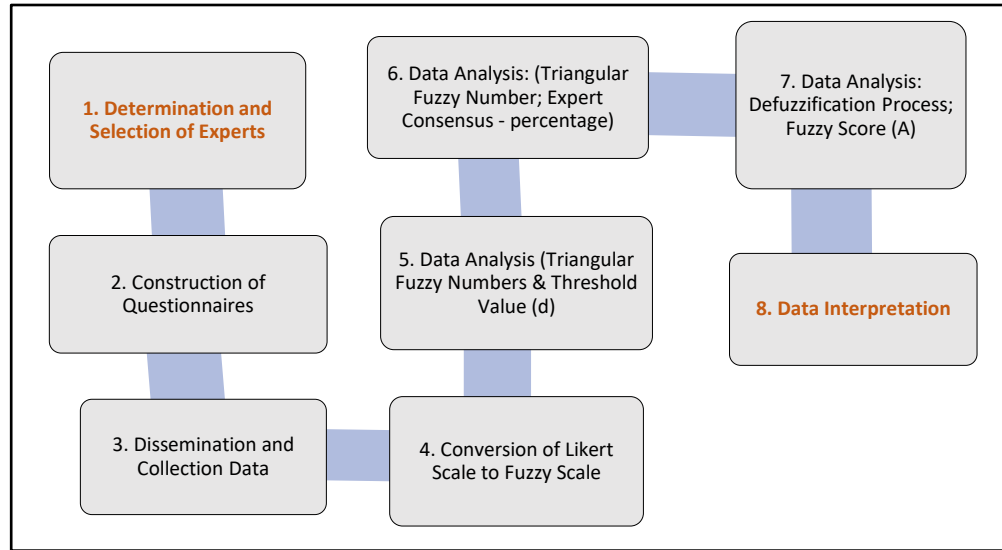 1. Determination and
Selection of Experts
2. Construction of
Questionnaires
3. Dissemination and
Collection Data
4. Conversion of Likert
Scale to Fuzzy Scale
5. Data Analysis (Triangular
Fuzzy Numbers & Threshold
Value (d)
6. Data Analysis: (Triangular
Fuzzy Number; Expert
Consensus - percentage)
7. Data Analysis:
Defuzzification Process;
Fuzzy Score (A)
8. Data Interpretation